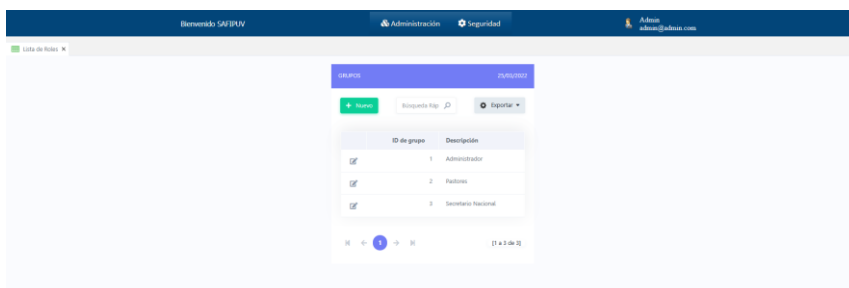 Bienvenido SAFIPUV
Administración
Seguridad
Admin
admin@admin.com
Lista de Roles ×
GRUPOS
25/05/2022
+ Nuevo
Búsqueda Ráp
Exportar
ID de grupo
Descripción
1 Administrador
2 Pastores
3 Secretario Nacional
1
[1 a 3 de 3]